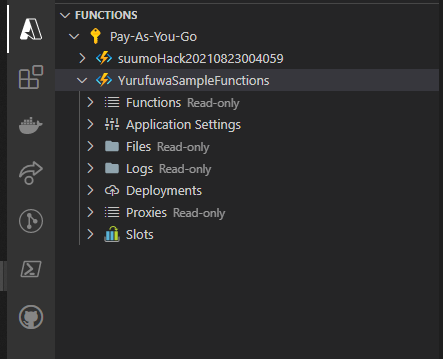 FUNCTIONS
Pay-As-You-Go
suumoHack20210823004059
YurufuwaSampleFunctions
Functions Read-only
Application Settings
Files Read-only
Logs Read-only
Deployments
Proxies Read-only
Slots